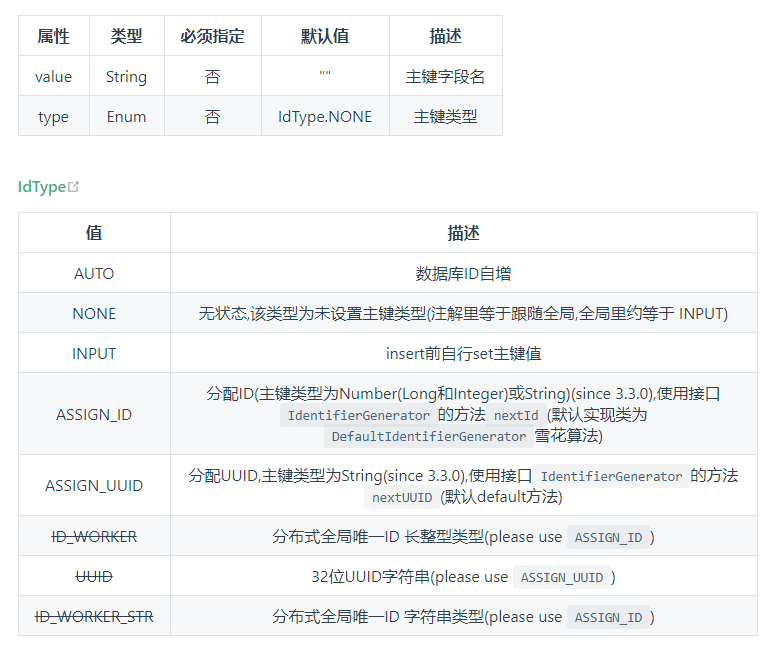 属性 类型 必须指定 默认值 描述
value String 否 "" 主键字段名
type Enum 否 IdType.NONE 主键类型
IdType
值 描述
AUTO 数据库ID自增
NONE 无状态,该类型为未设置主键类型(注解里等于跟随全局,全局里约等于 INPUT)
INPUT insert前自行set主键值
ASSIGN_ID 分配ID(主键类型为Number(Long和Integer)或String)(since 3.3.0),使用接口
IdentifierGenerator 的方法 nextId (默认实现类为
DefaultIdentifierGenerator 雪花算法)
ASSIGN_UUID 分配UUID,主键类型为String(since 3.3.0),使用接口 IdentifierGenerator 的方法
nextUUID (默认default方法)
ID_WORKER 分布式全局唯一ID 长整型类型(please use ASSIGN_ID )
UUID 32位UUID字符串(please use ASSIGN_UUID )
ID_WORKER_STR 分布式全局唯一ID 字符串类型(please use ASSIGN_ID )